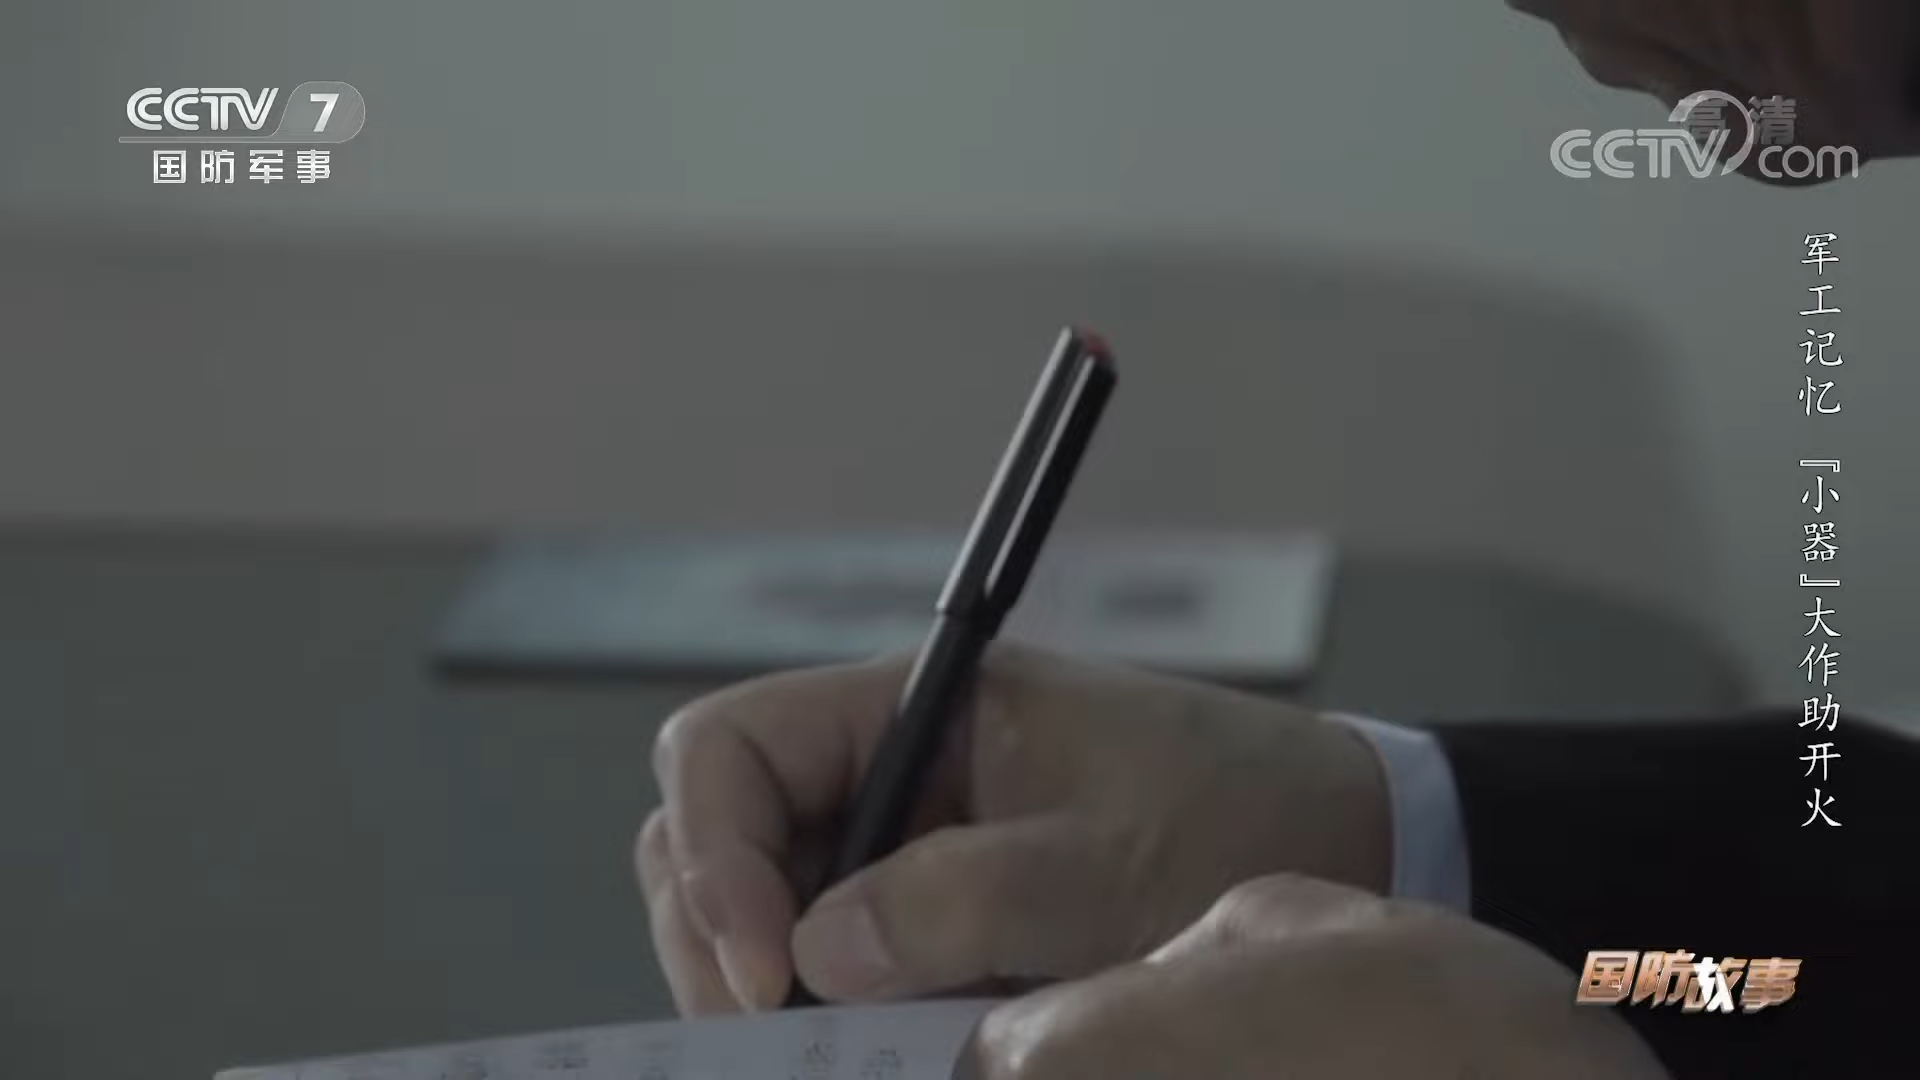 CCTV 7
国防军事
高清
CCTV.com
军工记忆 『小器』大作助开火
国防故事